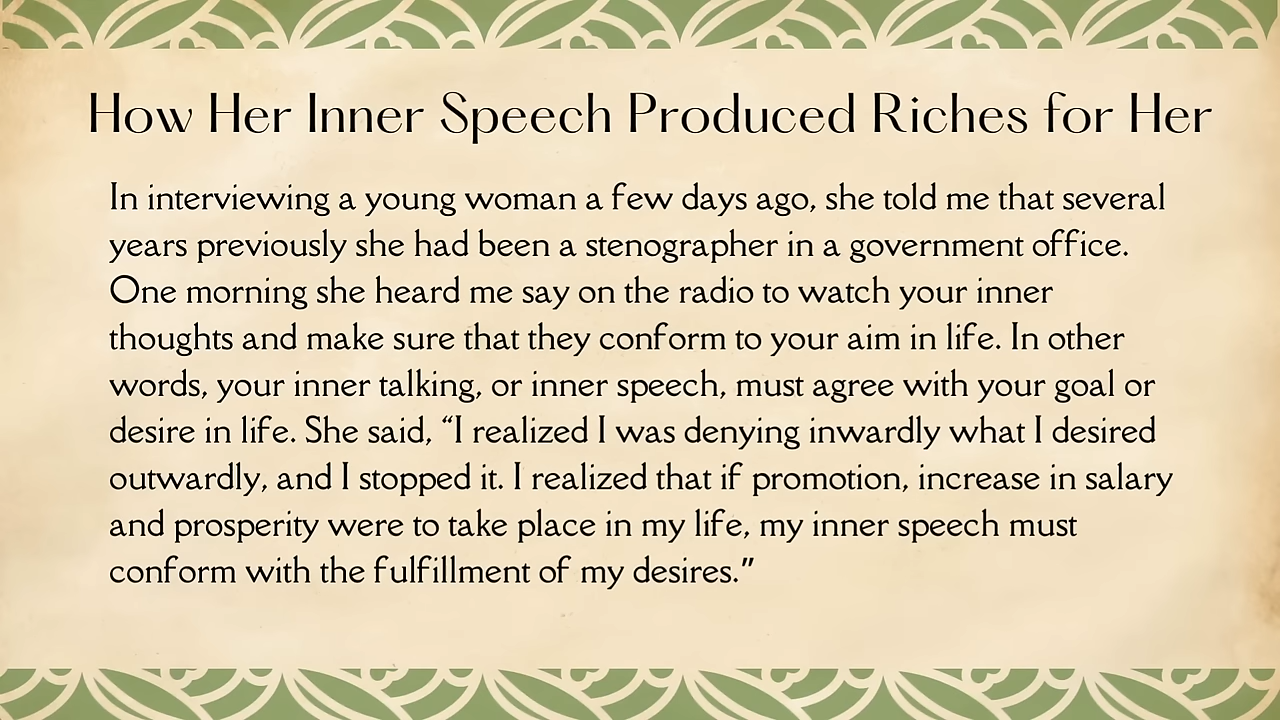 How Her Inner Speech Produced Riches for Her
In interviewing a young woman a few days ago, she told me that several
years previously she had been a stenographer in a government office.
One morning she heard me say on the radio to watch your inner
thoughts and make sure that they conform to your aim in life. In other
words, your inner talking, or inner speech, must agree with your goal or
desire in life. She said, “I realized I was denying inwardly what I desired
outwardly, and I stopped it. I realized that if promotion, increase in salary
and prosperity were to take place in my life, my inner speech must
conform with the fulfillment of my desires."